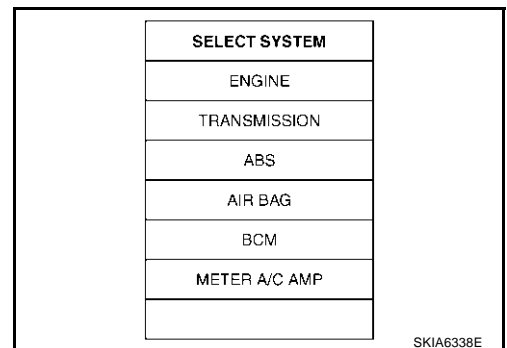 SELECT SYSTEM
ENGINE
TRANSMISSION
ABS
AIR BAG
BCM
METER A/C AMP
SKIA6338E